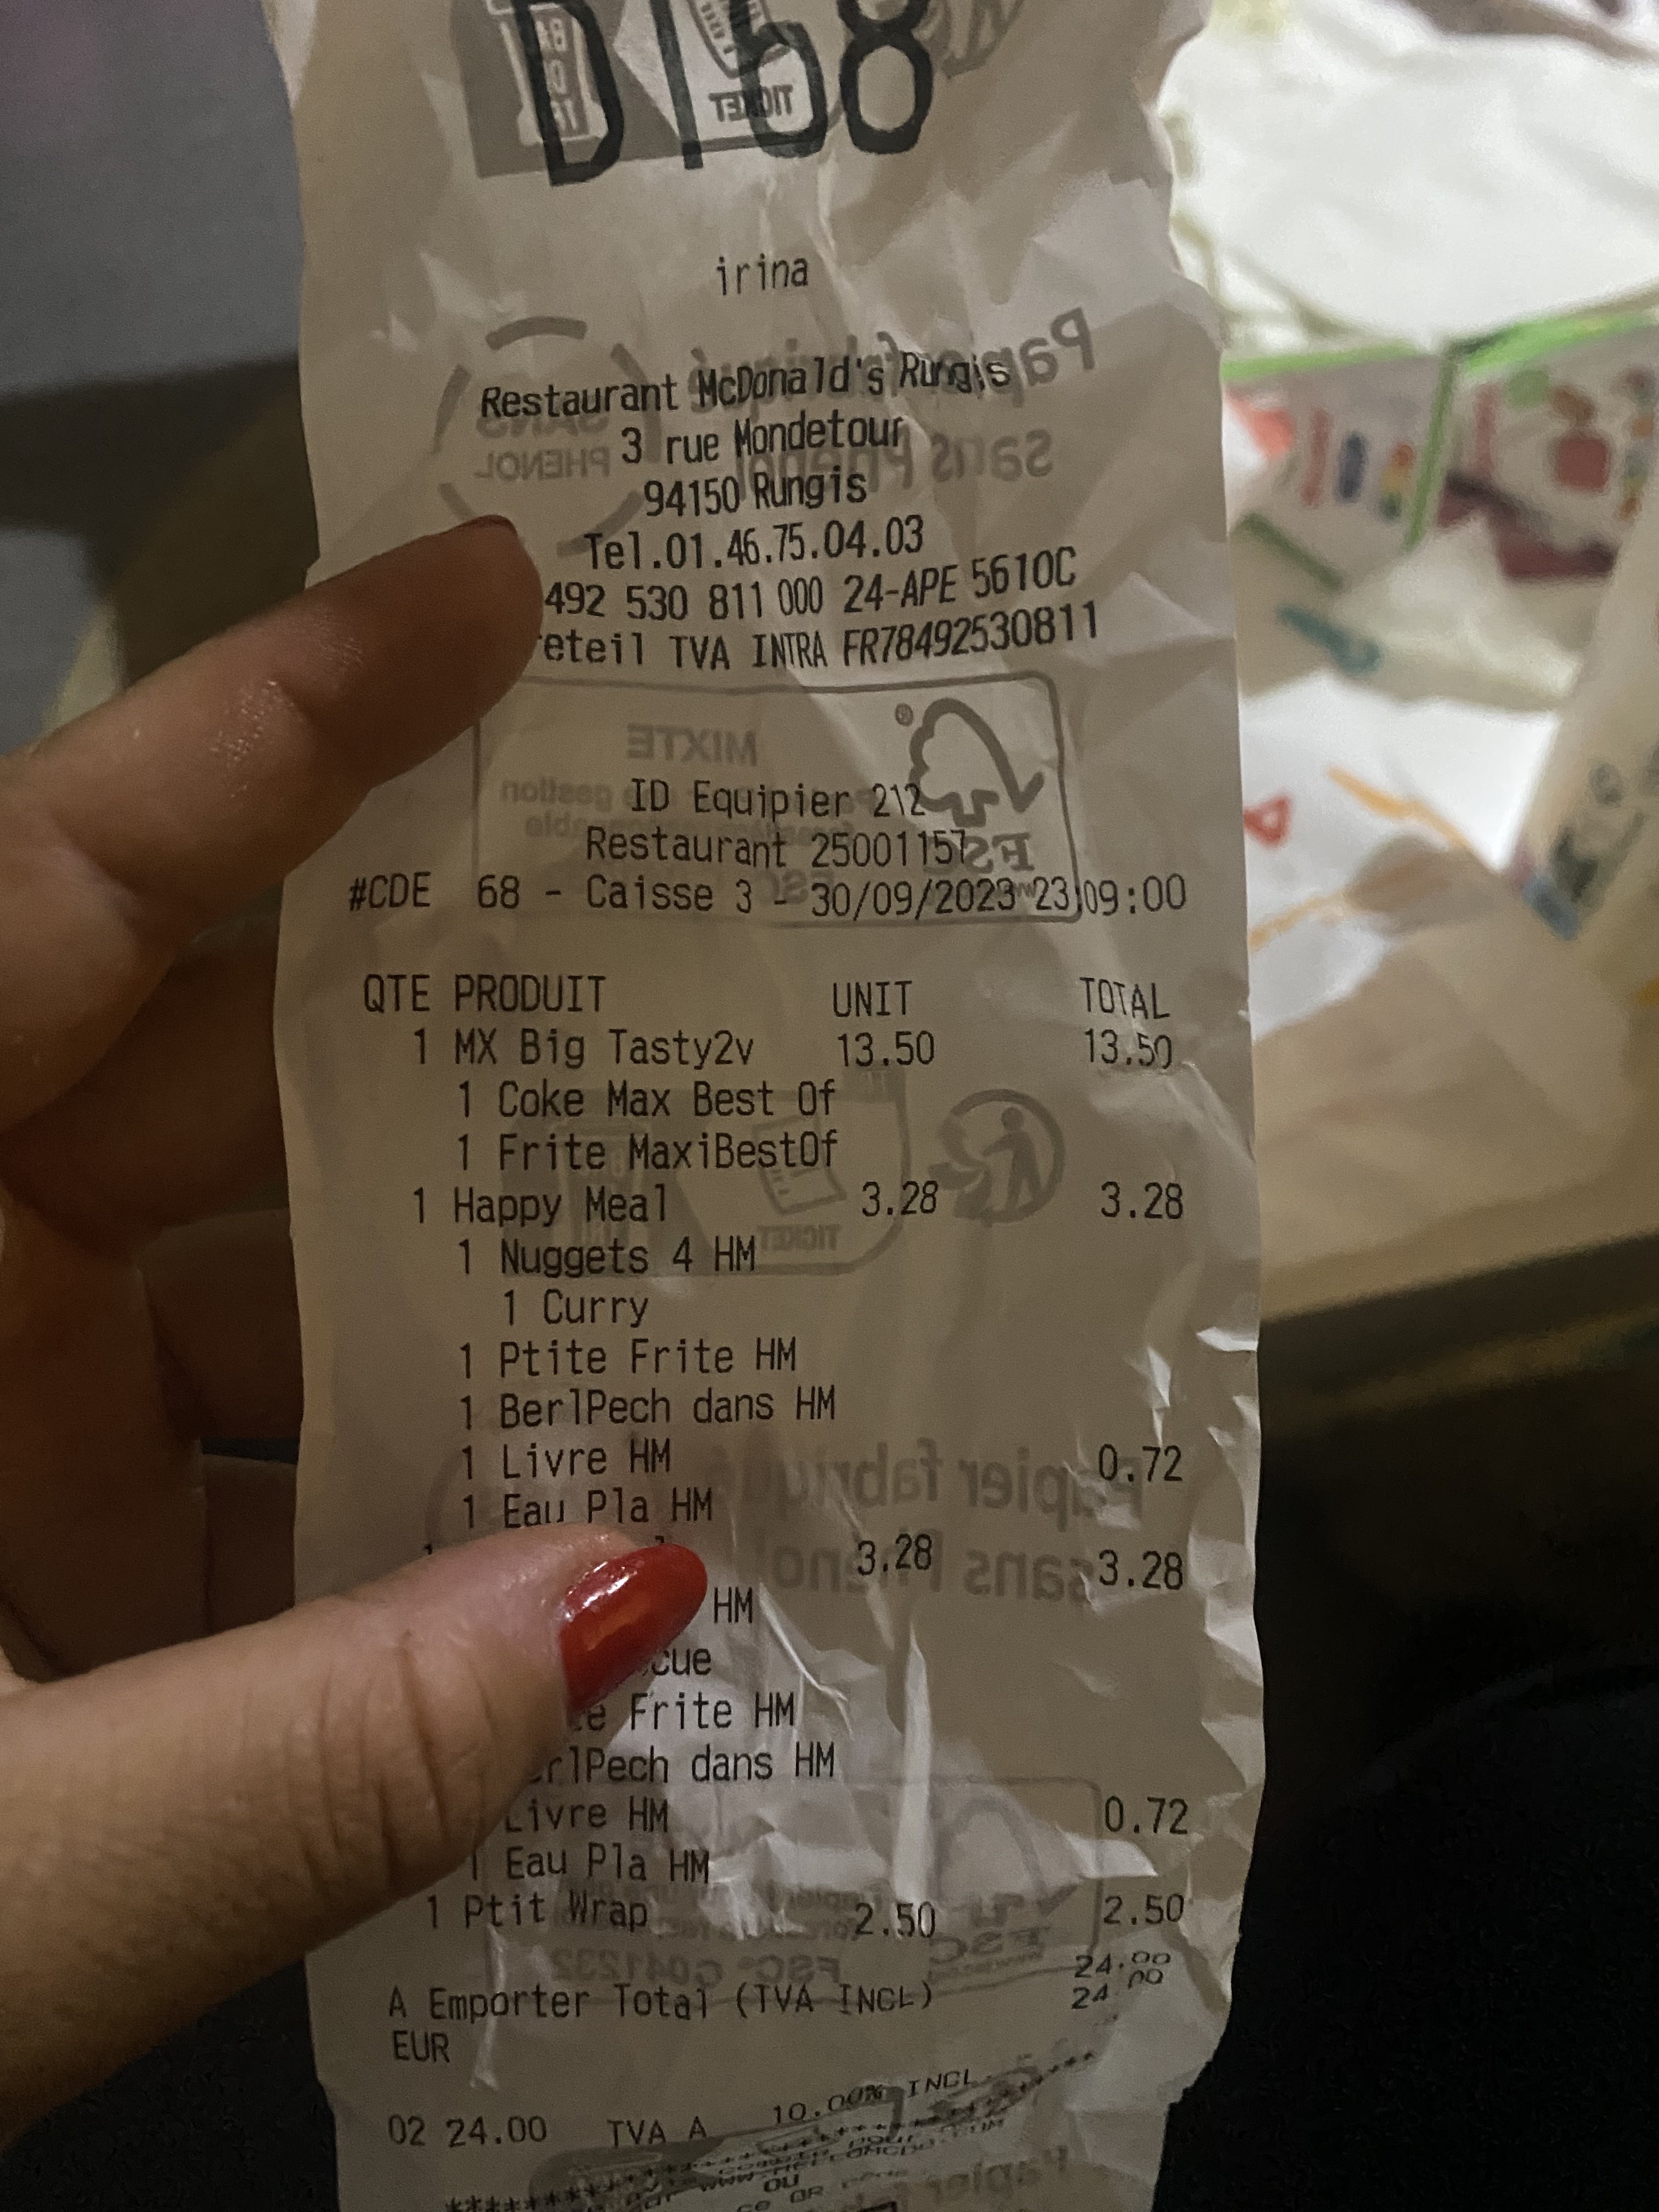 D168
TICKET
irina
Restaurant McDonald's Rungis
3 rue Mondetour
94150 Rungis
Tel.01.46.75.04.03
492 530 811 000 24-APE 5610C
eteil TVA INTRA FR78492530811
ID Equipier 212
Restaurant 25001157
#CDE 68 - Caisse 3 - 30/09/2023 23:09:00
QTE PRODUIT UNIT TOTAL
1 MX Big Tasty2v 13.50 13.50
1 Coke Max Best Of
1 Frite MaxiBestOf
1 Happy Meal 3.28 3.28
1 Nuggets 4 HM
1 Curry
1 Ptite Frite HM
1 BerlPech dans HM
1 Livre HM 0.72
1 Eau Pla HM
3.28 3.28
HM
cue
e Frite HM
rlPech dans HM
Livre HM 0.72
1 Eau Pla HM
1 Ptit Wrap 2.50 2.50
24.00
A Emporter Total (TVA INCL) 24.00
EUR
02 24.00 TVA A 10.00% INCL
OU